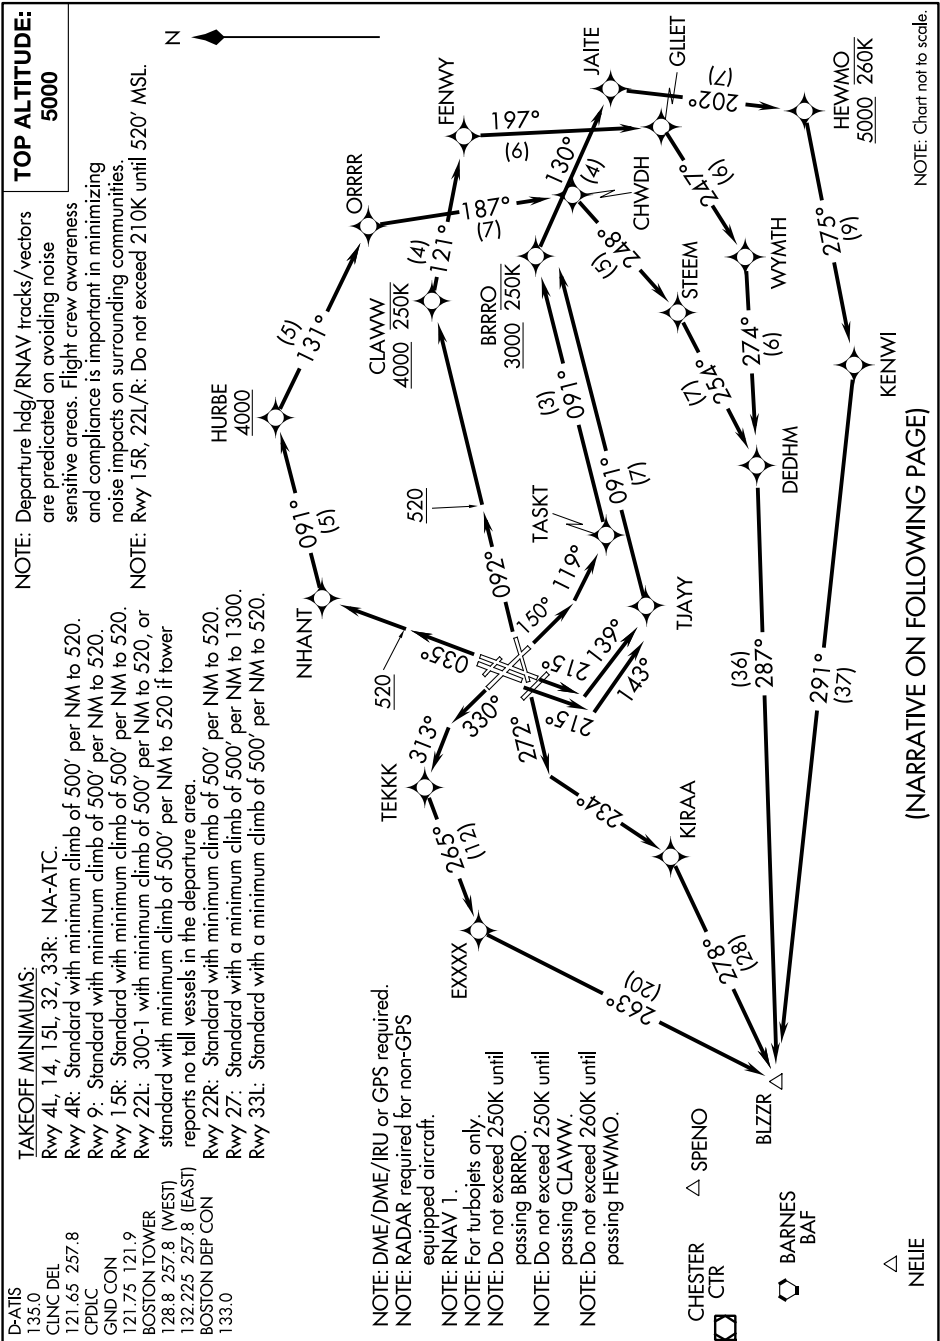 D-ATIS
135.0
CLNC DEL
121.65 257.8
CPDLC
GND CON
121.75 121.9
BOSTON TOWER
128.8 257.8 (WEST)
132.225 257.8 (EAST)
BOSTON DEP CON
133.0
TAKEOFF MINIMUMS:
Rwy 4L, 14, 15L, 32, 33R: NA-ATC.
Rwy 4R: Standard with minimum climb of 500' per NM to 520.
Rwy 9: Standard with minimum climb of 500' per NM to 520.
Rwy 15R: Standard with minimum climb of 500' per NM to 520.
Rwy 22L: 300-1 with minimum climb of 500' per NM to 520, or
standard with minimum climb of 500' per NM to 520 if tower
reports no tall vessels in the departure area.
Rwy 22R: Standard with minimum climb of 500' per NM to 520.
Rwy 27: Standard with a minimum climb of 500' per NM to 1300.
Rwy 33L: Standard with a minimum climb of 500' per NM to 520.
NOTE: Departure hdg/RNAV tracks/vectors
are predicated on avoiding noise
sensitive areas. Flight crew awareness
and compliance is important in minimizing
noise impacts on surrounding communities.
NOTE: Rwy 15R, 22L/R: Do not exceed 210K until 520' MSL.
TOP ALTITUDE:
5000
N
NOTE: DME/DME/IRU or GPS required.
NOTE: RADAR required for non-GPS
equipped aircraft.
NOTE: RNAV 1.
NOTE: For turbojets only.
NOTE: Do not exceed 250K until
passing BRRRO.
NOTE: Do not exceed 250K until
passing CLAWW.
NOTE: Do not exceed 260K until
passing HEWMO.
HURBE
4000
(5)
131°
ORRRR
091°
(5)
NHANT
520
035°
187°
(7)
CLAWW
4000 250K
(4)
121°
FENWY
197°
(6)
520
092°
BRRRO
3000 250K
130°
(4)
JAITE
GLLET
CHWDH
(3)
091°
TASKT
150°
119°
091°
(7)
TJAYY
215°
139°
215°
143°
330°
313°
TEKKK
265°
(12)
EXXXX
263°
(20)
272°
234°
KIRAA
278°
(28)
248°
(5)
STEEM
254°
(7)
247°
(6)
WYMTH
274°
(6)
DEDHM
202°
(7)
HEWMO
5000 260K
275°
(9)
KENWI
(36)
287°
291°
(37)
BLZZR
SPENO
CHESTER
CTR
BARNES
BAF
NELIE
NOTE: Chart not to scale.
(NARRATIVE ON FOLLOWING PAGE)